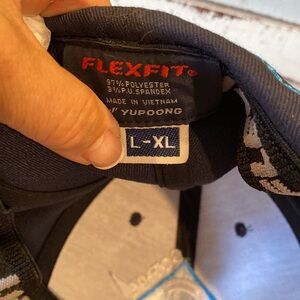 FLEXFIT®
97% POLYESTER
3% P.U. SPANDEX
MADE IN VIETNAM
YUPOONG
L-XL